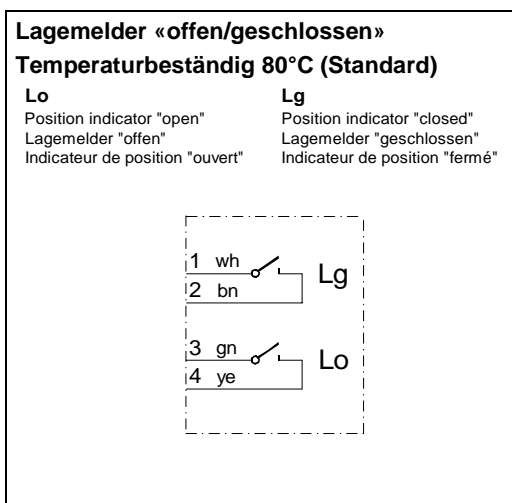 Lagemelder «offen/geschlossen»
Temperaturbeständig 80°C (Standard)
Lo
Position indicator "open"
Lagemelder "offen"
Indicateur de position "ouvert"
Lg
Position indicator "closed"
Lagemelder "geschlossen"
Indicateur de position "fermé"
1 wh
2 bn
Lg
3 gn
4 ye
Lo